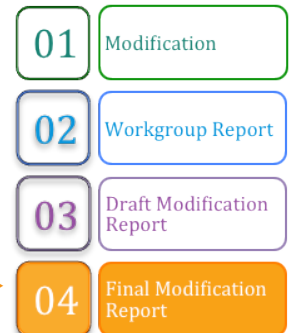 01 Modification
02 Workgroup Report
03 Draft Modification
Report
04 Final Modification
Report